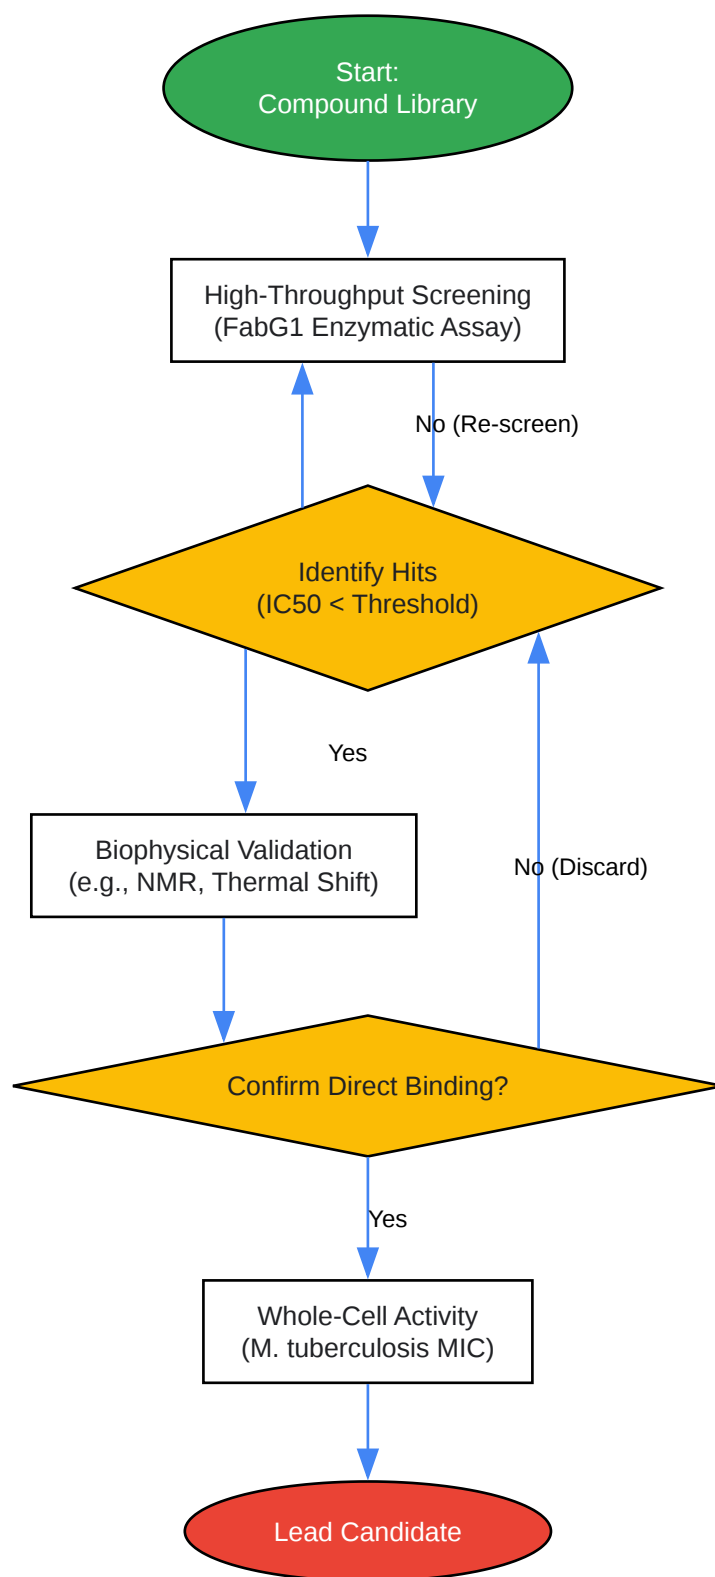 Start:
Compound Library
High-Throughput Screening
(FabG1 Enzymatic Assay)
No (Re-screen)
Identify Hits
(IC50 < Threshold)
Yes
Biophysical Validation
(e.g., NMR, Thermal Shift)
No (Discard)
Confirm Direct Binding?
Yes
Whole-Cell Activity
(M. tuberculosis MIC)
Lead Candidate